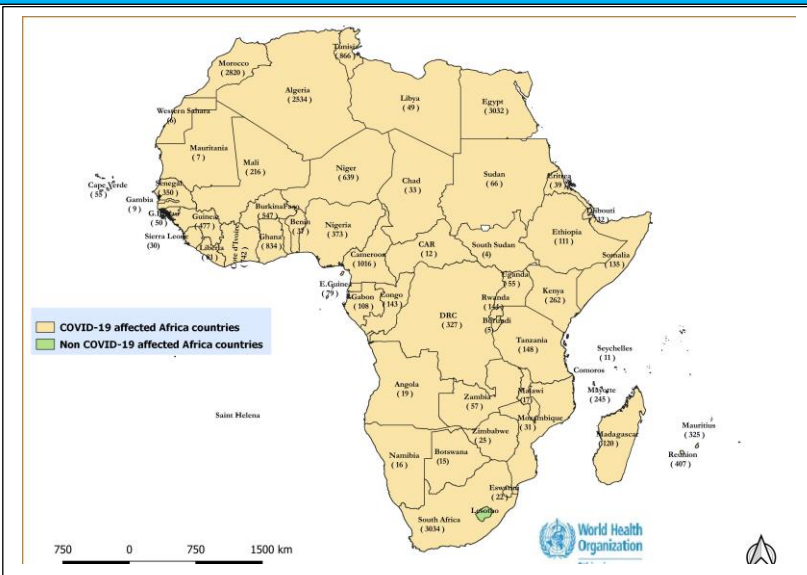 Tunisia
( 866)
Morocco
( 2820)
Algeria
( 2534)
Libya
( 49)
Egypt
( 3032)
Western Sahara
(6)
Mauritania
( 7 )
Mali
( 216)
Niger
( 639)
Chad
( 33)
Sudan
( 66)
Eritrea
( 39)
Cape Verde
( 55)
Senegal
( 350)
Gambia
( 9 )
( 50)
Guinea
( 477)
Sierra Leone
(30)
Liberia
Cote d'Ivoire
BurkinaFaso
( 547)
Ghana
( 834)
Benin
Nigeria
( 373)
Cameroon
( 1016)
CAR
( 12)
South Sudan
(4)
Djibouti
Ethiopia
( 111)
Somalia
( 135)
E.Guinea
( 79)
Gabon
( 108)
Congo
( 143)
DRC
( 327)
Uganda
( 55)
Rwanda
Burundi
(5)
Kenya
( 262)
Tanzania
( 148)
Seychelles
( 11)
Comoros
Mayotte
( 245)
COVID-19 affected Africa countries
Non COVID-19 affected Africa countries
Saint Helena
Angola
( 19)
Zambia
( 57)
Malawi
(17)
Mozambique
( 31)
Zimbabwe
( 25)
Madagascar
Mauritius
( 325)
Reunion
( 407)
Namibia
( 16)
Botswana
(15)
Eswatini
( 22)
Lesotho
South Africa
( 3034)
World Health
Organization
750 0 750 1500 km